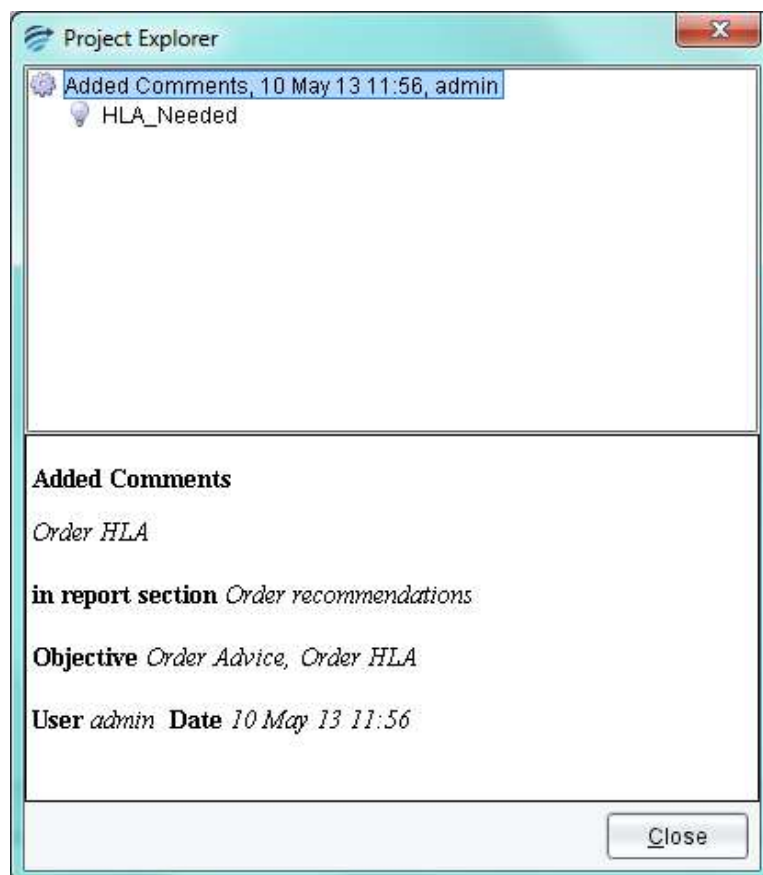 Project Explorer
Added Comments, 10 May 13 11:56, admin
HLA_Needed
Added Comments
Order HLA
in report section Order recommendations
Objective Order Advice, Order HLA
User admin Date 10 May 13 11:56
Close